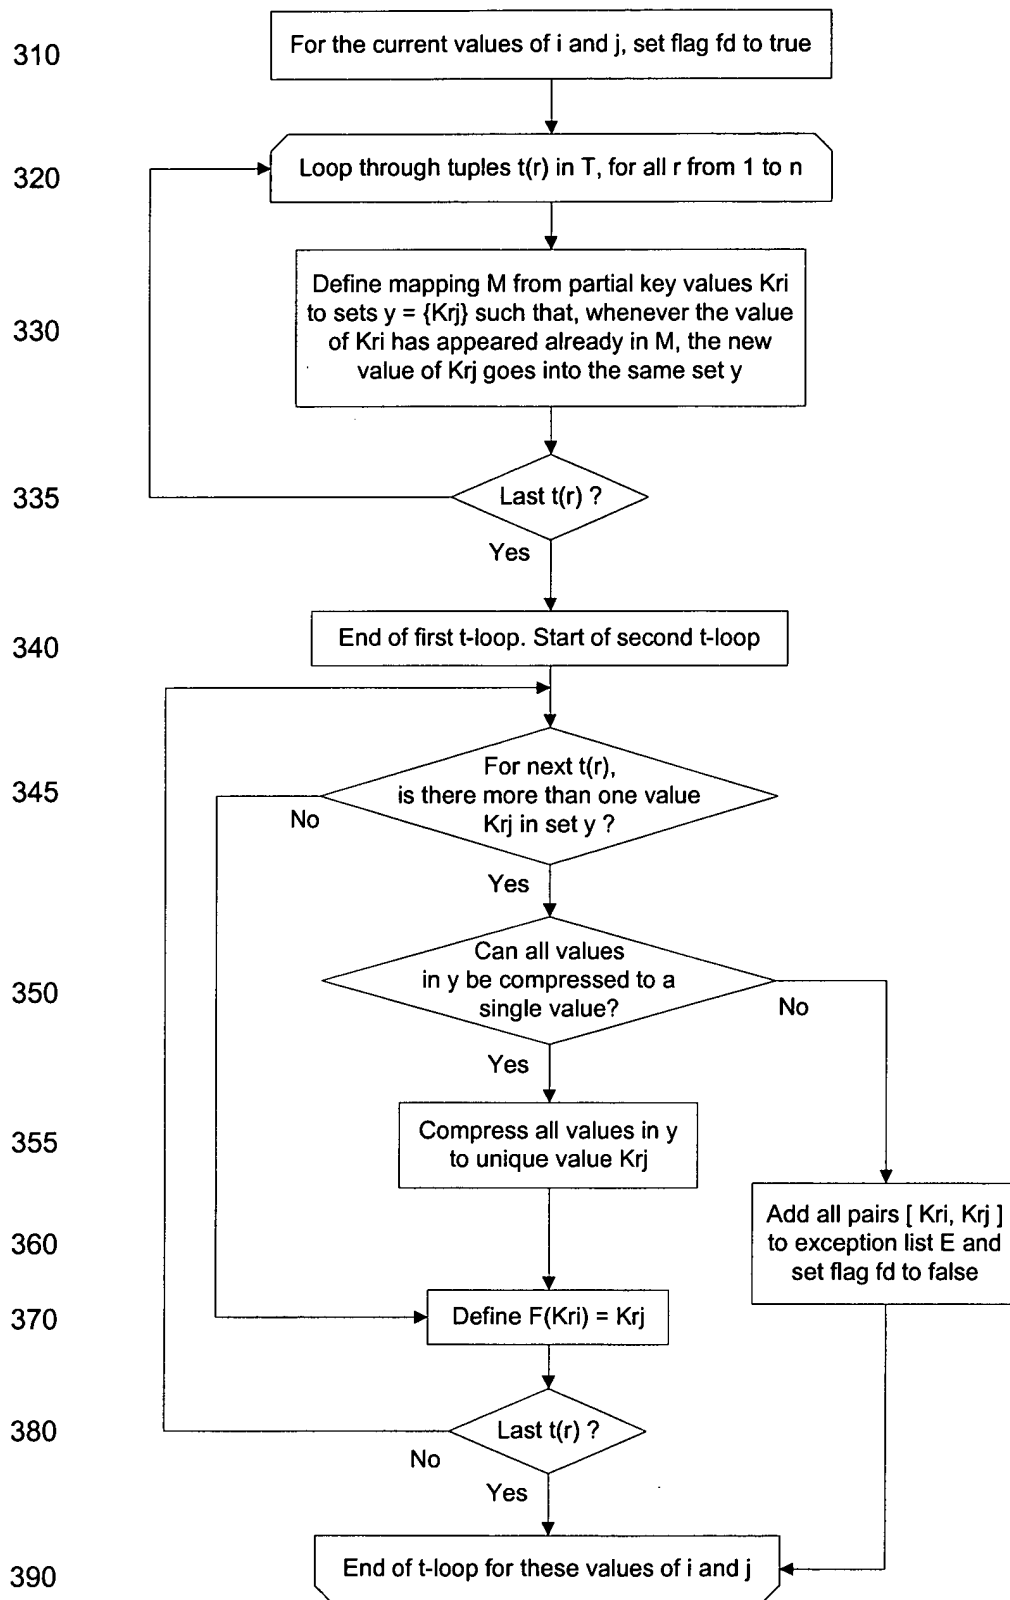 310
For the current values of i and j, set flag fd to true
320
Loop through tuples t(r) in T, for all r from 1 to n
330
Define mapping M from partial key values Kri
to sets y = {Krj} such that, whenever the value
of Kri has appeared already in M, the new
value of Krj goes into the same set y
335
Last t(r) ?
Yes
340
End of first t-loop. Start of second t-loop
345
For next t(r),
is there more than one value
Krj in set y ?
No
Yes
350
Can all values
in y be compressed to a
single value?
No
Yes
355
Compress all values in y
to unique value Krj
360
Add all pairs [ Kri, Krj ]
to exception list E and
set flag fd to false
370
Define F(Kri) = Krj
380
Last t(r) ?
No
Yes
390
End of t-loop for these values of i and j